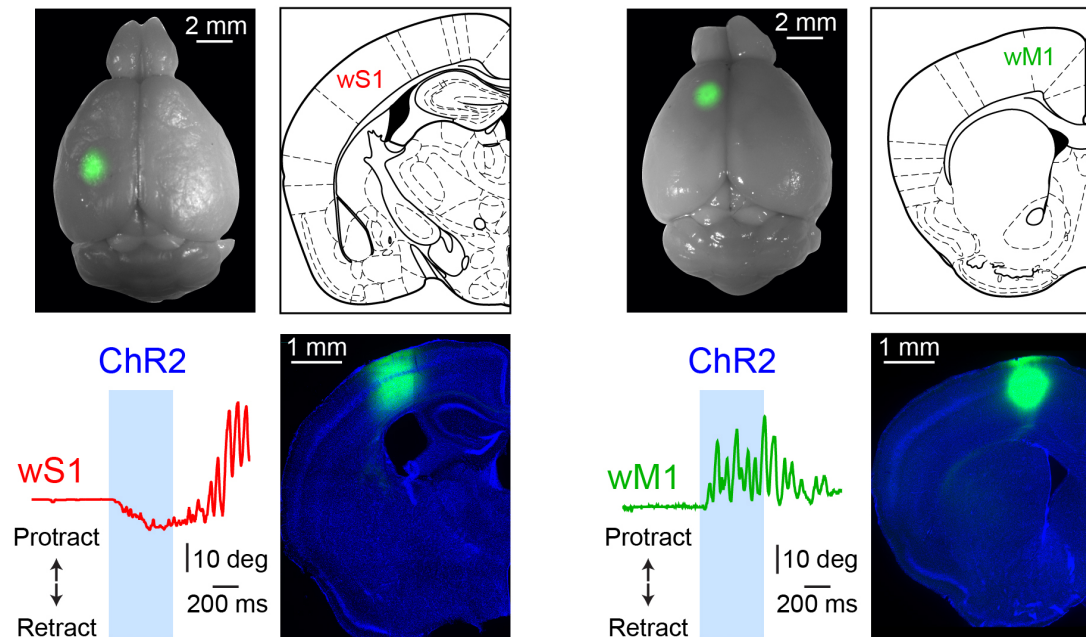 2 mm
wS1
2 mm
wM1
ChR2
1 mm
wS1
Protract
Retract
10 deg
200 ms
ChR2
1 mm
wM1
Protract
Retract
10 deg
200 ms